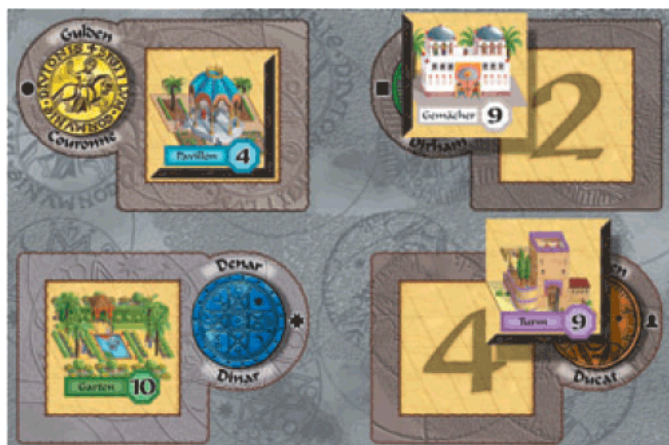 Gulden
Couronne
Pavillon 4
Gemächer 9
Dirham
2
Denar
Dinar
Garten 10
Turm 9
4
Ducat